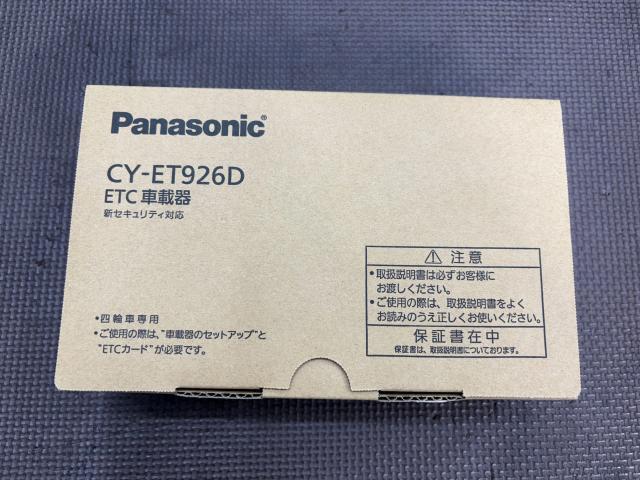 Panasonic®
CY-ET926D
ETC 車載器
新セキュリティ対応
•四輪車専用
•ご使用の際は、"車載器のセットアップ"と
"ETCカード"が必要です。
⚠ 注意
•取扱説明書は必ずお客様に
お渡しください。
•ご使用の際は、取扱説明書をよく
お読みのうえ正しくお使いください。
保証書在中
保証書は、取扱説明書についております。